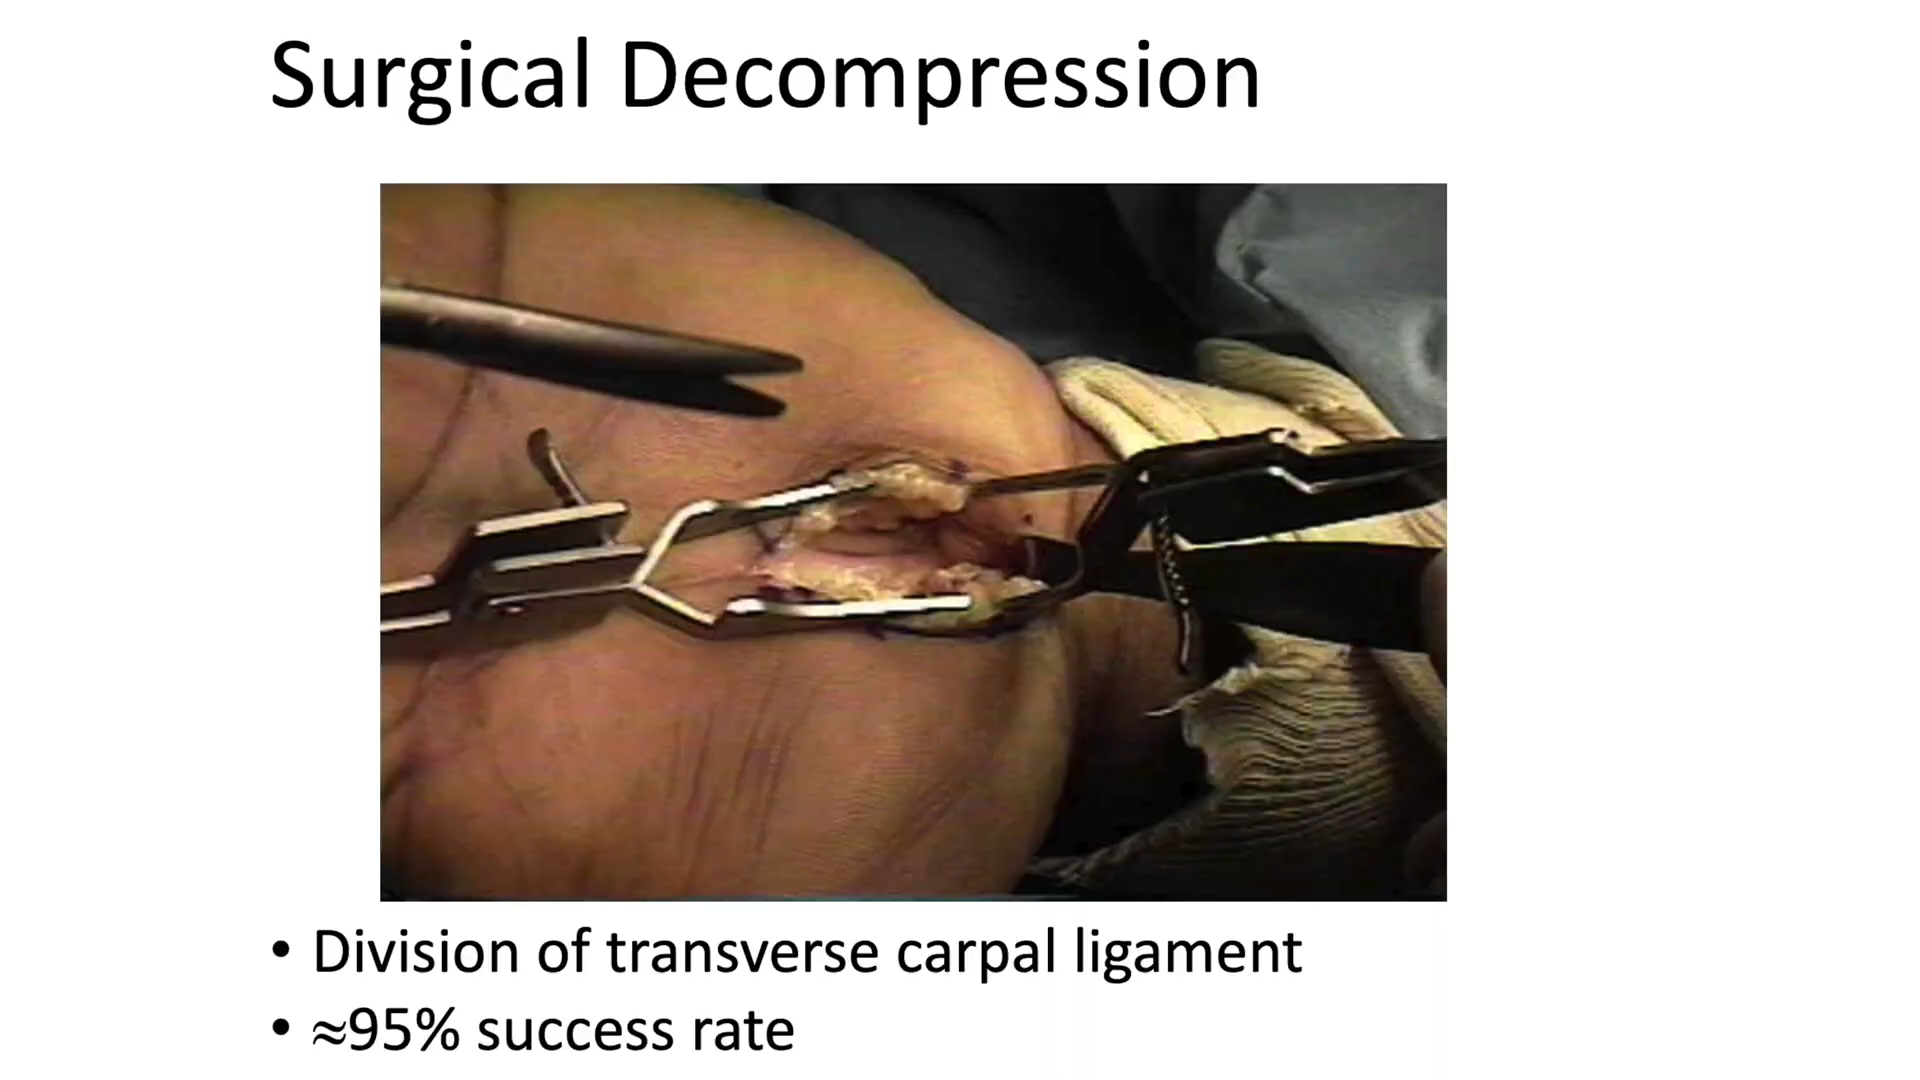 Surgical Decompression
• Division of transverse carpal ligament
• ≈95% success rate